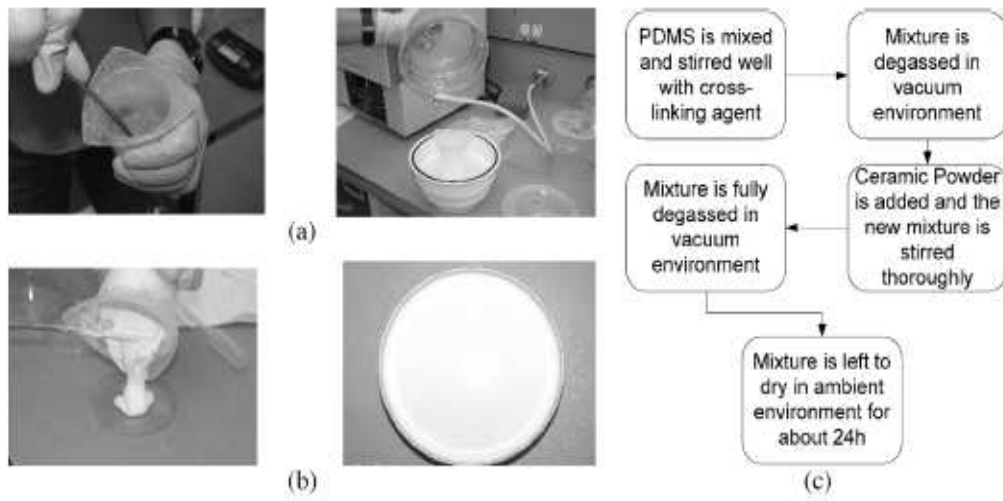 PDMS is mixed
and stirred well
with cross-
linking agent
Mixture is
degassed in
vacuum
environment
Ceramic Powder
is added and the
new mixture is
stirred
thoroughly
Mixture is fully
degassed in
vacuum
environment
Mixture is left to
dry in ambient
environment for
about 24h
(a)
(b)
(c)